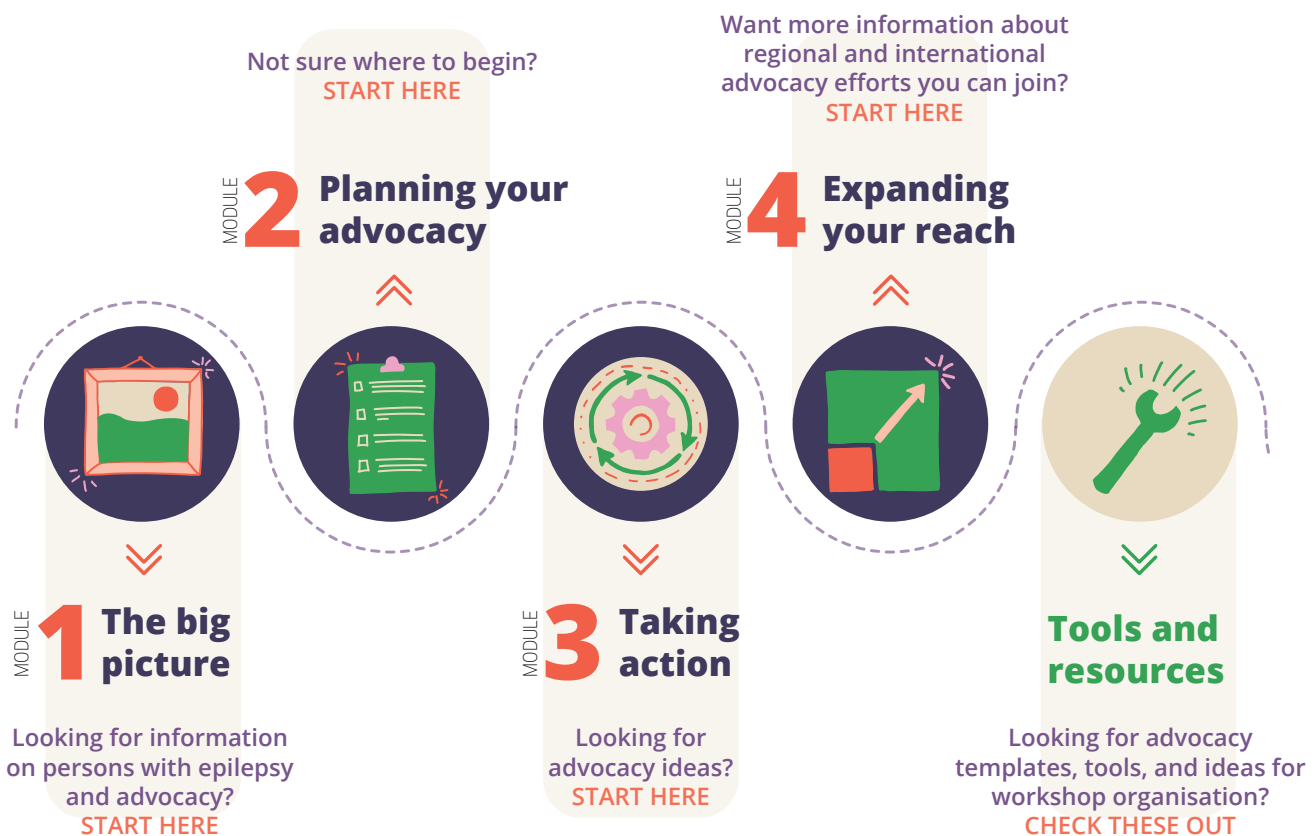 MODULE
1
The big
picture
Looking for information
on persons with epilepsy
and advocacy?
START HERE
Not sure where to begin?
START HERE
MODULE
2
Planning your
advocacy
MODULE
3
Taking
action
Looking for
advocacy ideas?
START HERE
Want more information about
regional and international
advocacy efforts you can join?
START HERE
MODULE
4
Expanding
your reach
Tools and
resources
Looking for advocacy
templates, tools, and ideas for
workshop organisation?
CHECK THESE OUT